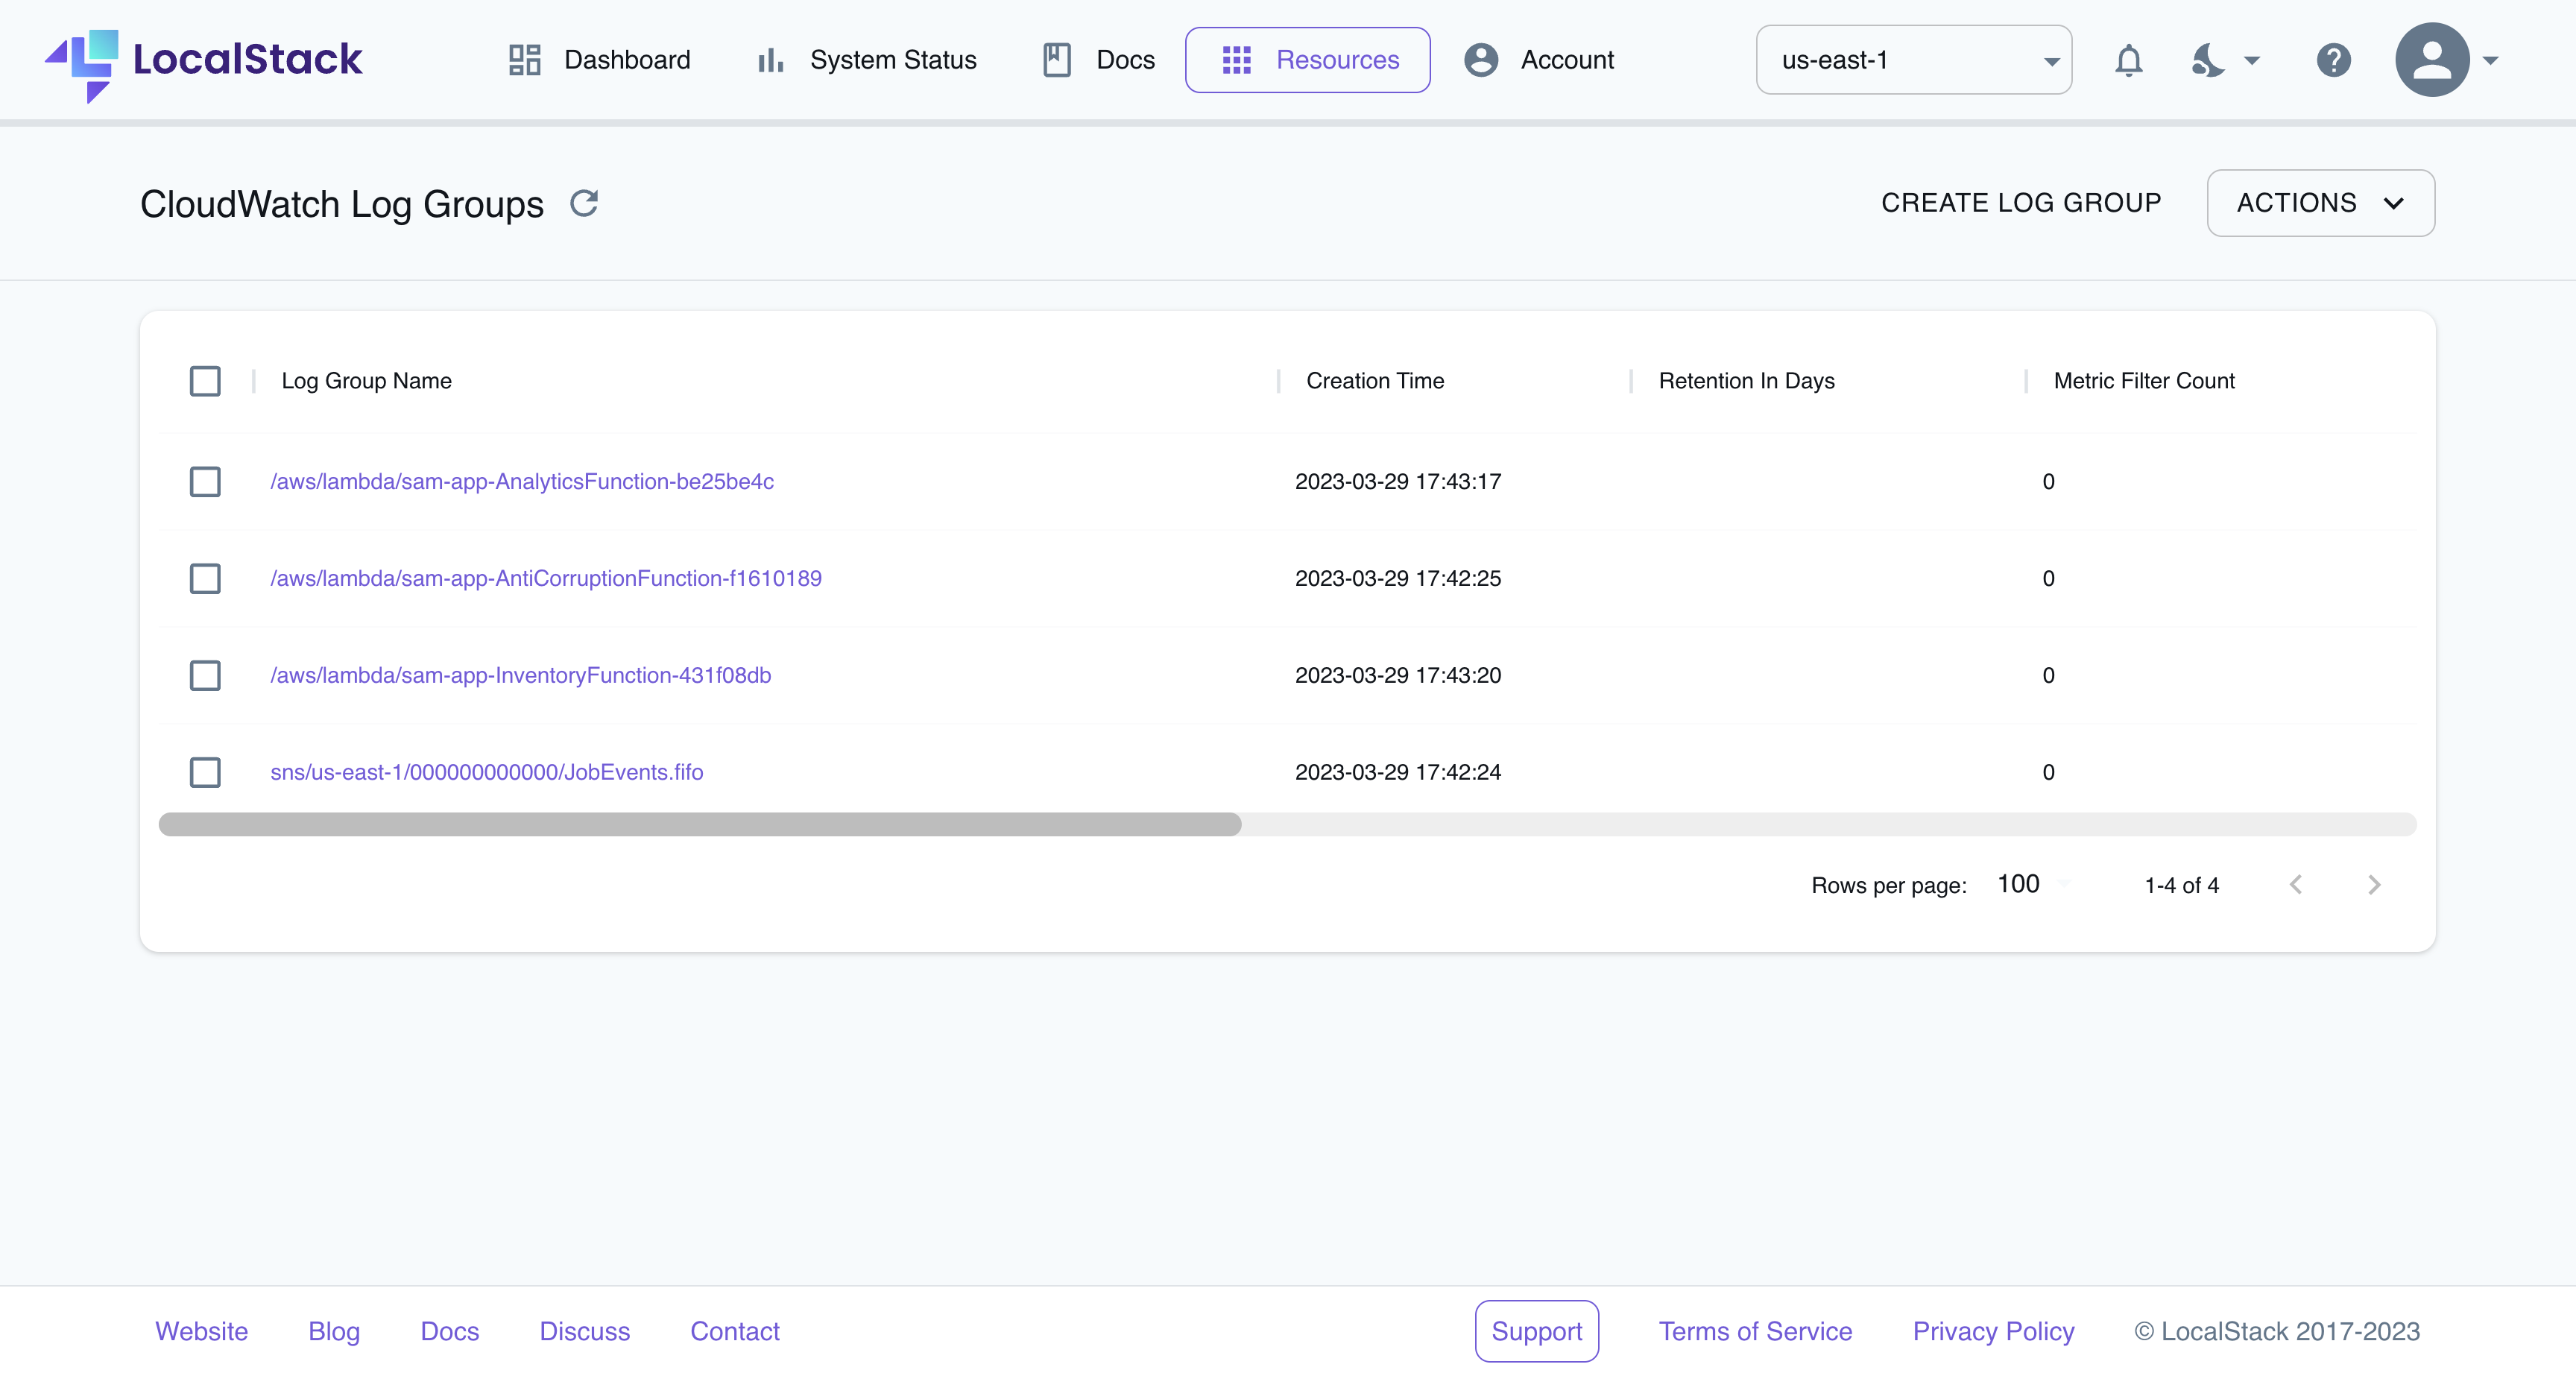 LocalStack Dashboard System Status Docs Resources Account us-east-1
CloudWatch Log Groups CREATE LOG GROUP ACTIONS
Log Group Name Creation Time Retention In Days Metric Filter Count
/aws/lambda/sam-app-AnalyticsFunction-be25be4c 2023-03-29 17:43:17 0
/aws/lambda/sam-app-AntiCorruptionFunction-f1610189 2023-03-29 17:42:25 0
/aws/lambda/sam-app-InventoryFunction-431f08db 2023-03-29 17:43:20 0
sns/us-east-1/000000000000/JobEvents.fifo 2023-03-29 17:42:24 0
Rows per page: 100 1-4 of 4
Website Blog Docs Discuss Contact Support Terms of Service Privacy Policy © LocalStack 2017-2023